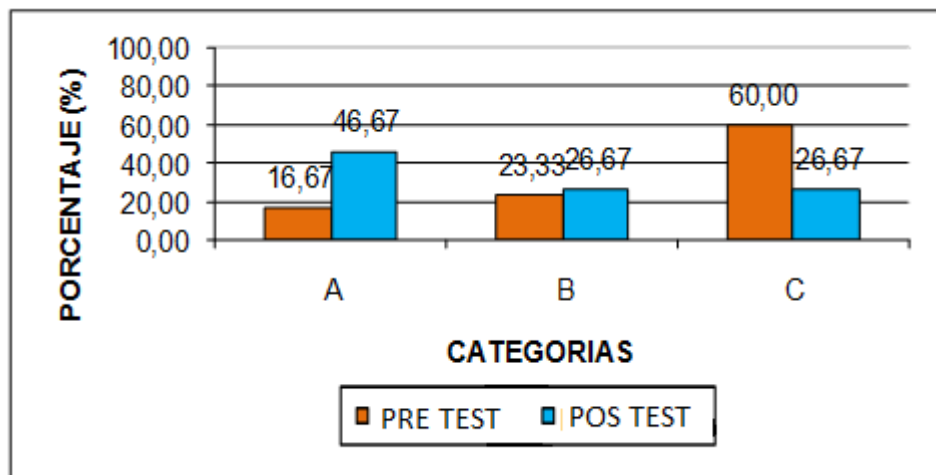 PORCENTAJE (%)
100,00
80,00
60,00
40,00
20,00
0,00
16,67
46,67
23,33
26,67
60,00
26,67
A
B
C
CATEGORIAS
PRE TEST
POS TEST